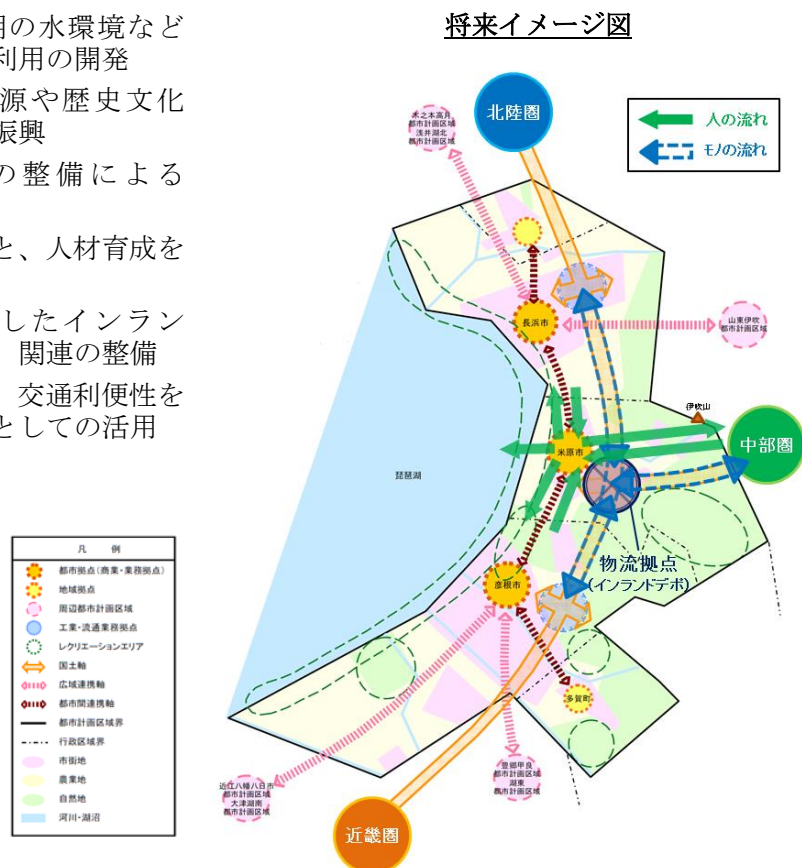 期の水環境など
利用の開発
源や歴史文化
振興
の整備による
と、人材育成を
したインラン
関連の整備
交通利便性を
としての活用
将来イメージ図
人の流れ
モノの流れ
北陸圏
木之本高月
都市計画区域
浅井湖北
都市計画区域
長浜市
山東伊吹
都市計画区域
伊吹山
中部圏
米原市
琵琶湖
物流拠点
(インランドデポ)
彦根市
多賀町
豊郷甲良
都市計画区域
湖東
都市計画区域
近江八幡八日市
都市計画区域
大津湖南
都市計画区域
近畿圏
凡 例
都市拠点(商業・業務拠点)
地域拠点
周辺都市計画区域
工業・流通業務拠点
レクリエーションエリア
国土軸
広域連携軸
都市間連携軸
都市計画区域界
行政区域界
市街地
農業地
自然地
河川・湖沼